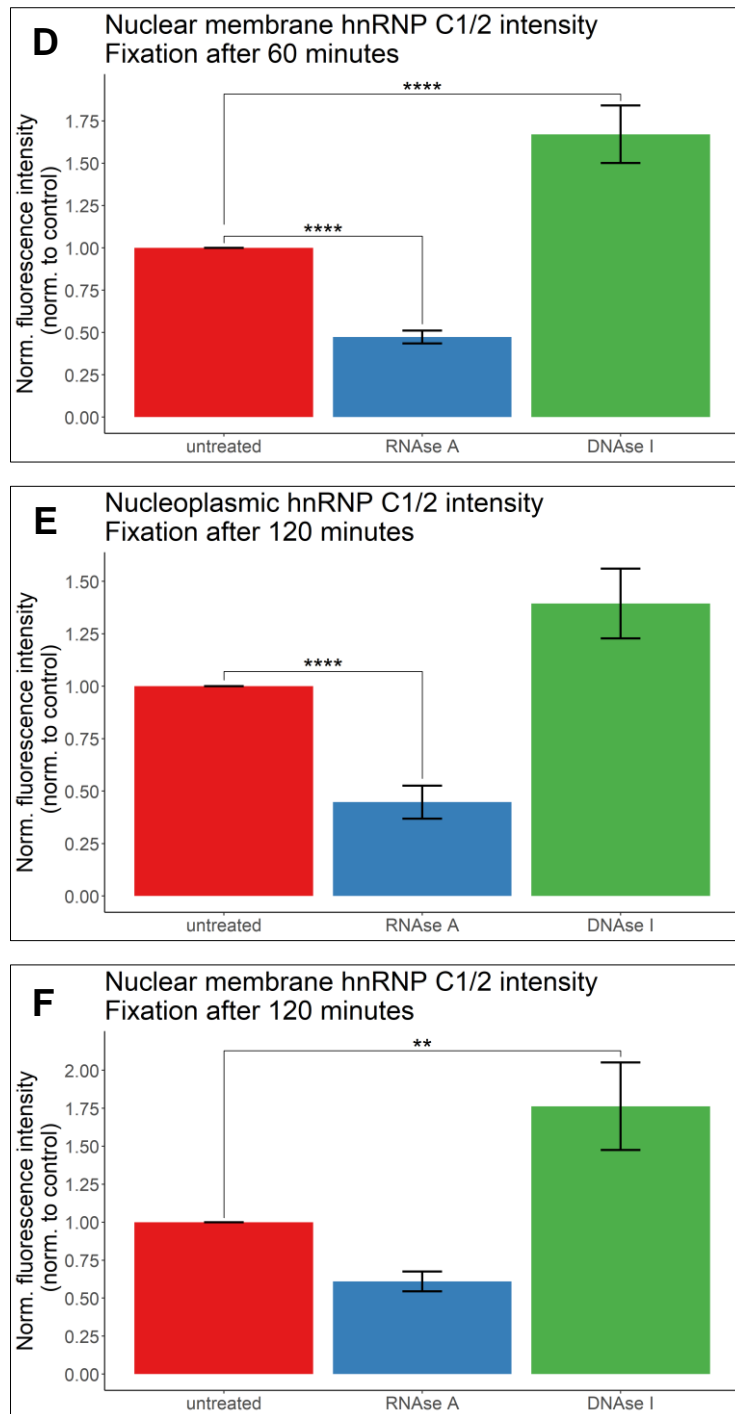 D
Nuclear membrane hnRNP C1/2 intensity
Fixation after 60 minutes
Norm. fluorescence intensity
(norm. to control)
1.75
1.50
1.00
0.75
0.50
0.25
0.00
****
****
untreated
RNAse A
DNAse I
E
Nucleoplasmic hnRNP C1/2 intensity
Fixation after 120 minutes
Norm. fluorescence intensity
(norm. to control)
1.50
1.25
1.00
0.75
0.50
0.25
0.00
****
untreated
RNAse A
DNAse I
F
Nuclear membrane hnRNP C1/2 intensity
Fixation after 120 minutes
Norm. fluorescence intensity
(norm. to control)
2.00
1.75
1.50
1.00
0.75
0.50
0.25
0.00
**
untreated
RNAse A
DNAse I